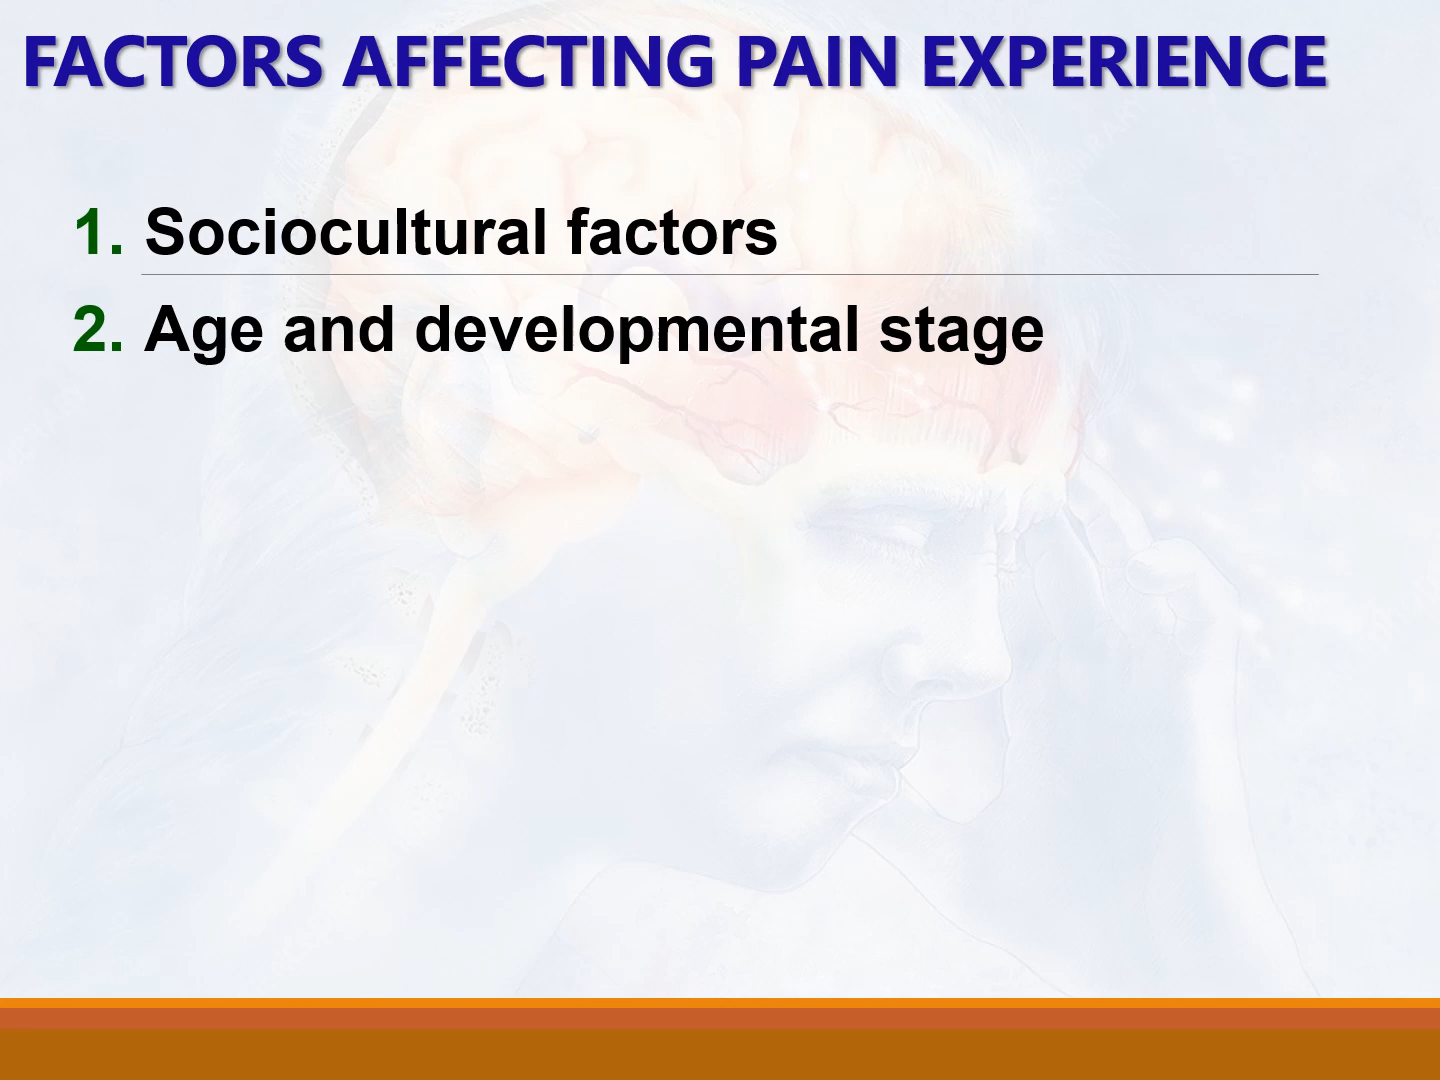 FACTORS AFFECTING PAIN EXPERIENCE
1. Sociocultural factors
2. Age and developmental stage